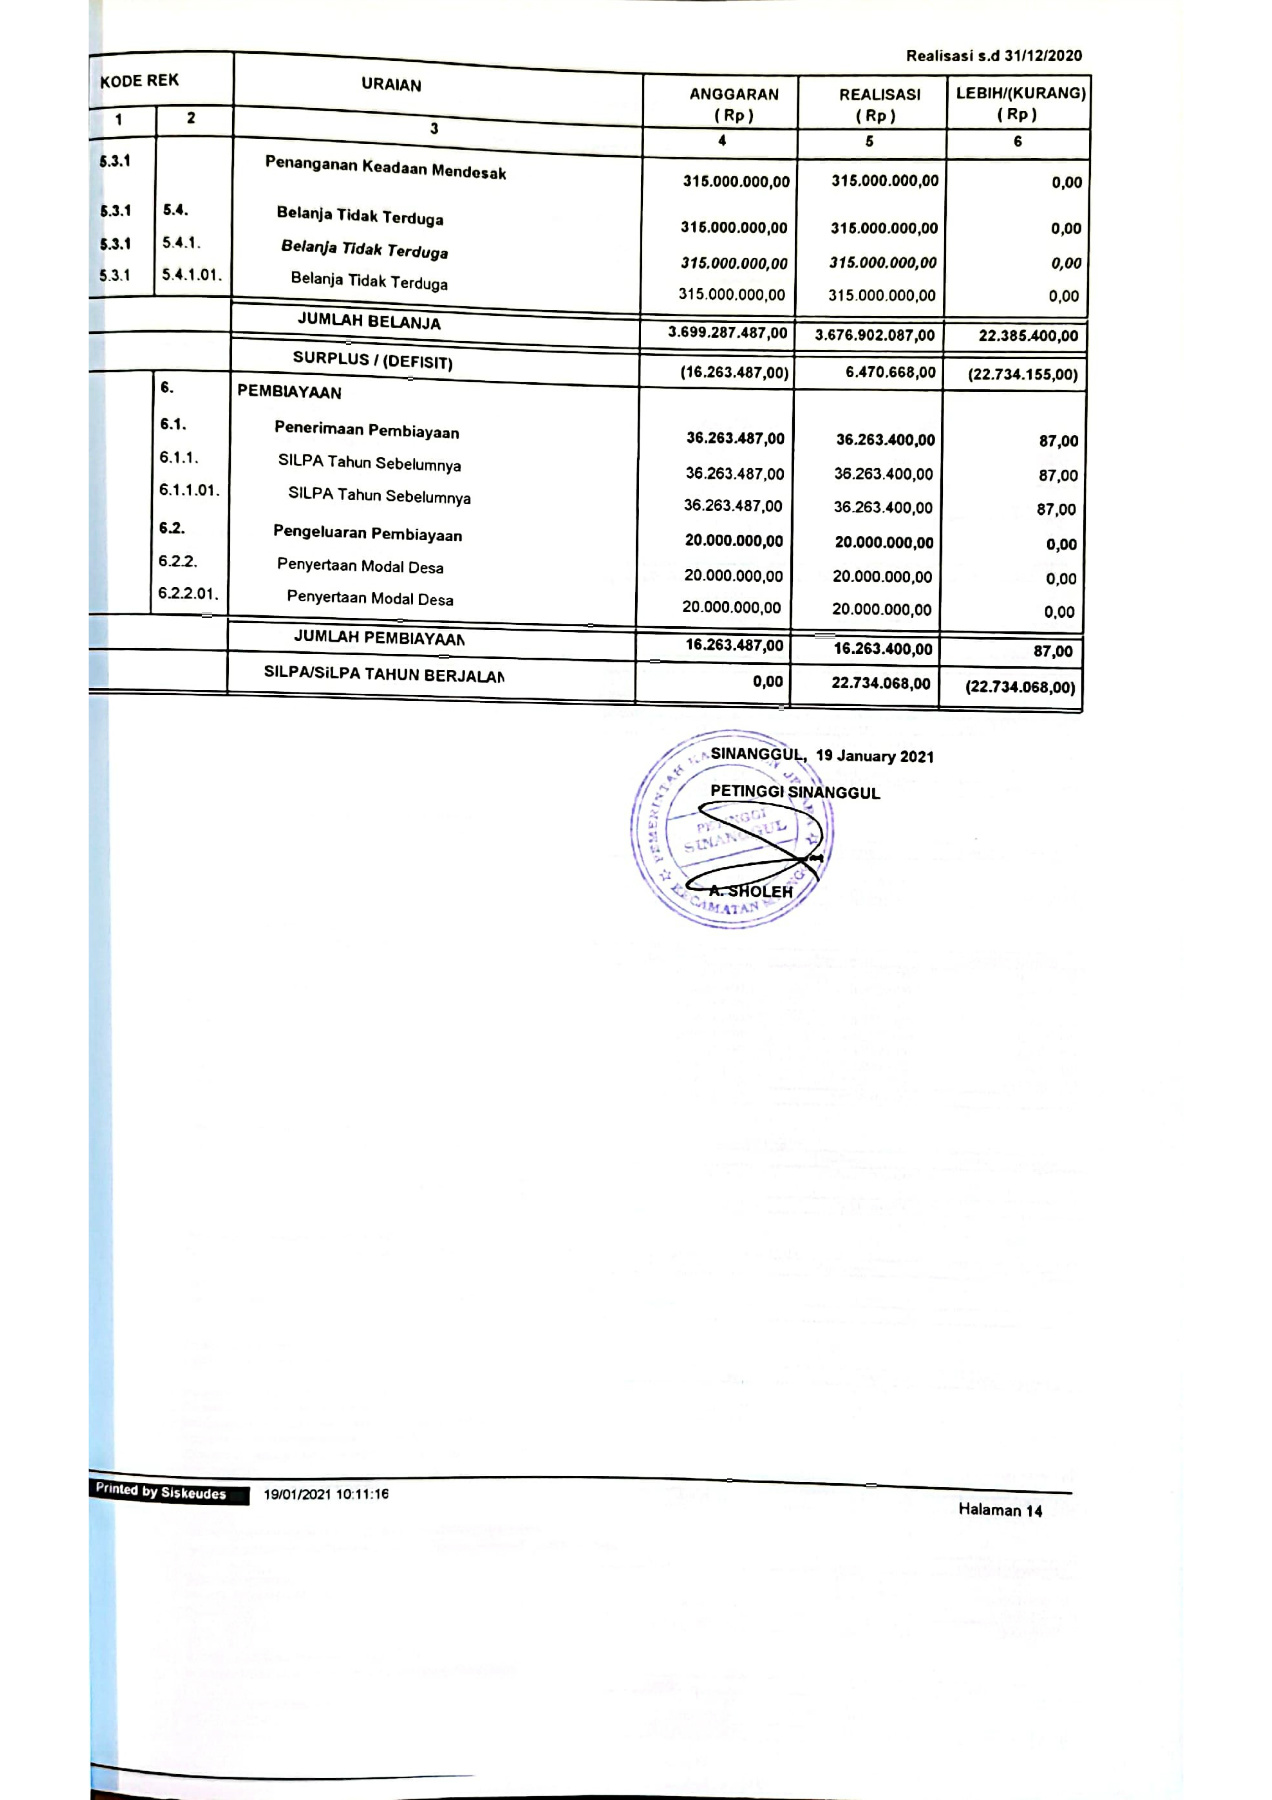 Realisasi s.d 31/12/2020
KODE REK URAIAN ANGGARAN ( Rp ) REALISASI ( Rp ) LEBIH/(KURANG) ( Rp )
1 2 3 4 5 6
5.3.1 Penanganan Keadaan Mendesak 315.000.000,00 315.000.000,00 0,00
5.3.1 5.4. Belanja Tidak Terduga 315.000.000,00 315.000.000,00 0,00
5.3.1 5.4.1. Belanja Tidak Terduga 315.000.000,00 315.000.000,00 0,00
5.3.1 5.4.1.01. Belanja Tidak Terduga 315.000.000,00 315.000.000,00 0,00
JUMLAH BELANJA 3.699.287.487,00 3.676.902.087,00 22.385.400,00
SURPLUS / (DEFISIT) (16.263.487,00) 6.470.668,00 (22.734.155,00)
6. PEMBIAYAAN
6.1. Penerimaan Pembiayaan 36.263.487,00 36.263.400,00 87,00
6.1.1. SILPA Tahun Sebelumnya 36.263.487,00 36.263.400,00 87,00
6.1.1.01. SILPA Tahun Sebelumnya 36.263.487,00 36.263.400,00 87,00
6.2. Pengeluaran Pembiayaan 20.000.000,00 20.000.000,00 0,00
6.2.2. Penyertaan Modal Desa 20.000.000,00 20.000.000,00 0,00
6.2.2.01. Penyertaan Modal Desa 20.000.000,00 20.000.000,00 0,00
JUMLAH PEMBIAYAAN 16.263.487,00 16.263.400,00 87,00
SILPA/SiLPA TAHUN BERJALAN 0,00 22.734.068,00 (22.734.068,00)
SINANGGUL, 19 January 2021
PETINGGI SINANGGUL
PEMERINTAH
PETINGGI
SINANGGUL
KECAMATAN
A. SHOLEH
Printed by Siskeudes 19/01/2021 10:11:16
Halaman 14